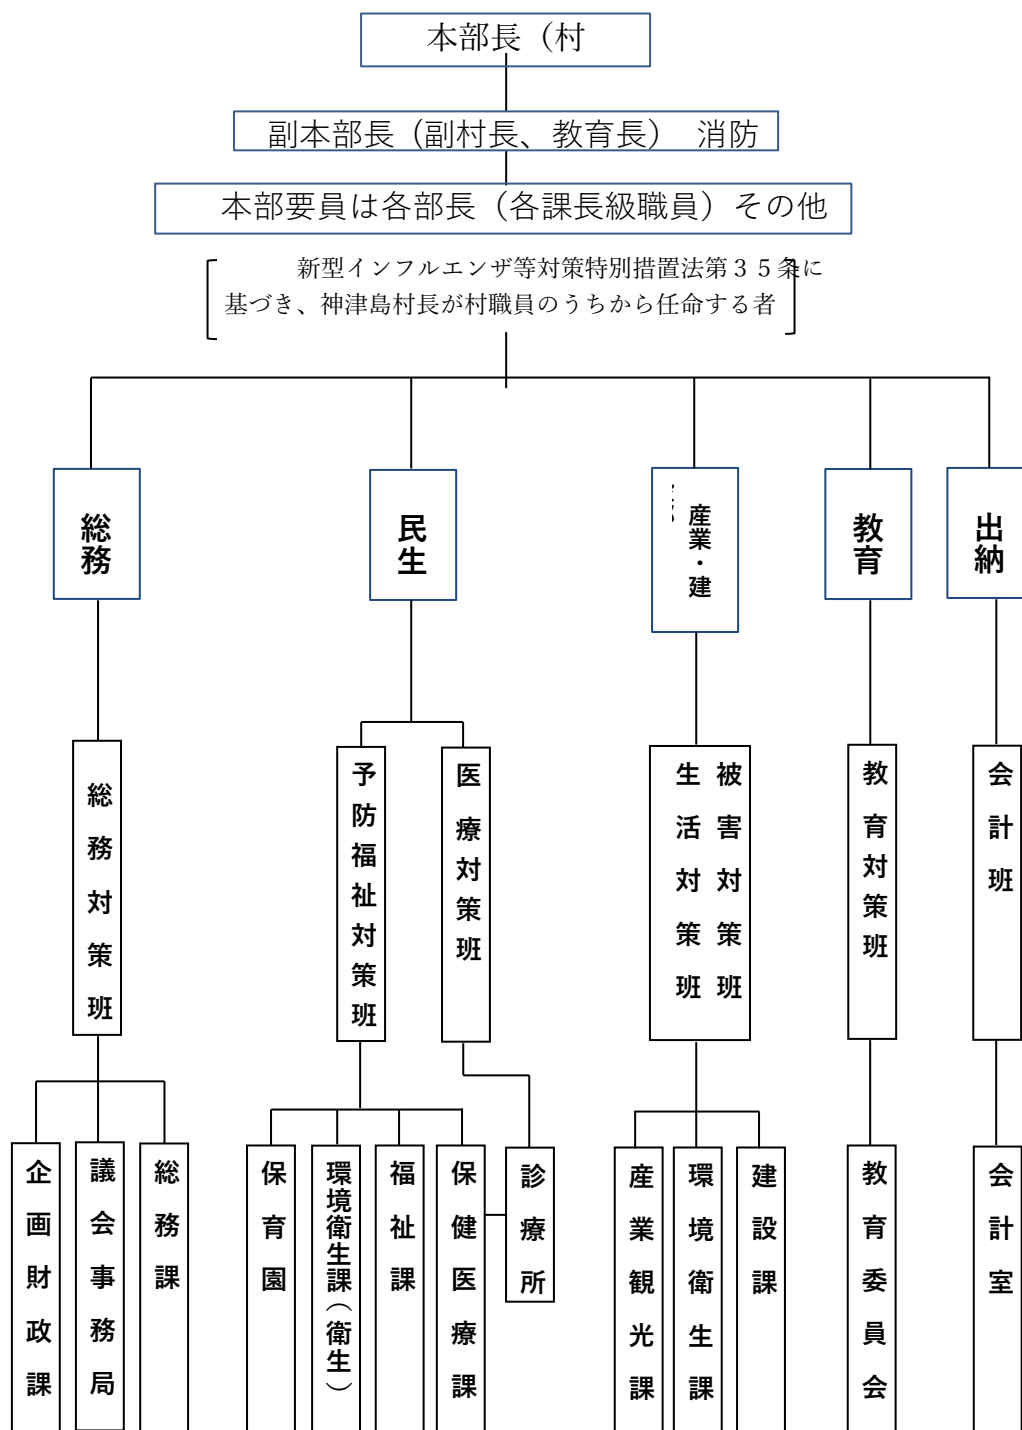 本部長（村
副本部長（副村長、教育長）　消防
本部要員は各部長（各課長級職員）その他
新型インフルエンザ等対策特別措置法第３５条に
基づき、神津島村長が村職員のうちから任命する者
総務
民生
産業・建
教育
出納
総務対策班
予防福祉対策班
医療対策班
被害対策班
生活対策班
教育対策班
会計班
企画財政課
議会事務局
総務課
保育園
環境衛生課（衛生）
福祉課
保健医療課
診療所
産業観光課
環境衛生課
建設課
教育委員会
会計室